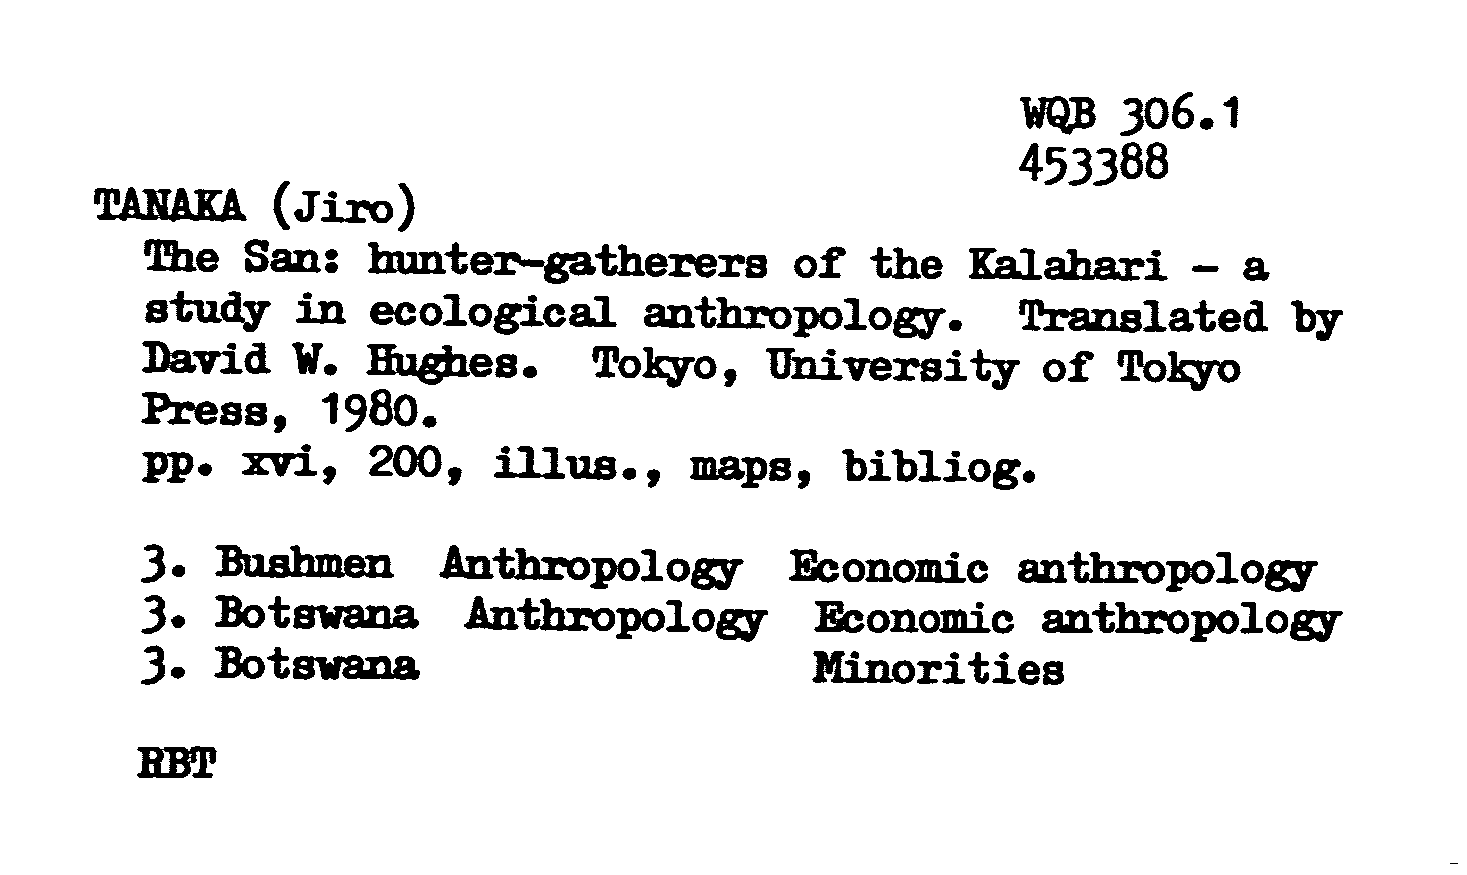 WQB 306.1
453388
TANAKA (Jiro)
The San: hunter-gatherers of the Kalahari - a
study in ecological anthropology. Translated by
David W. Hughes. Tokyo, University of Tokyo
Press, 1980.
pp. xvi, 200, illus., maps, bibliog.
3. Bushmen Anthropology Economic anthropology
3. Botswana Anthropology Economic anthropology
3. Botswana Minorities
RBT